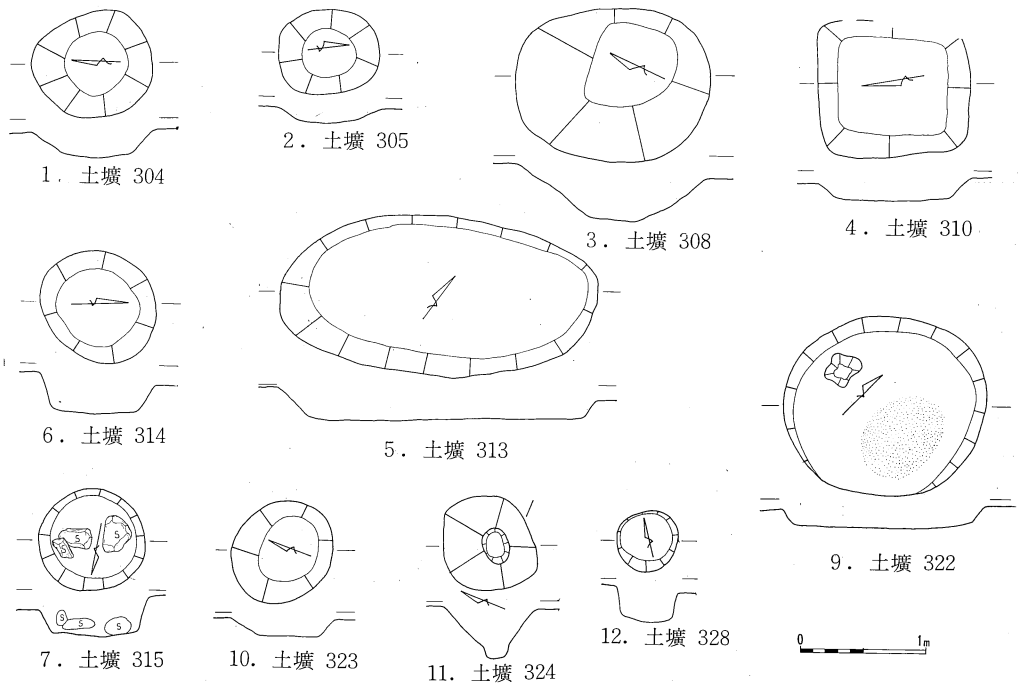 1. 土壙 304
2. 土壙 305
3. 土壙 308
4. 土壙 310
6. 土壙 314
5. 土壙 313
9. 土壙 322
S S S
S S S
7. 土壙 315
10. 土壙 323
11. 土壙 324
12. 土壙 328
0 1m